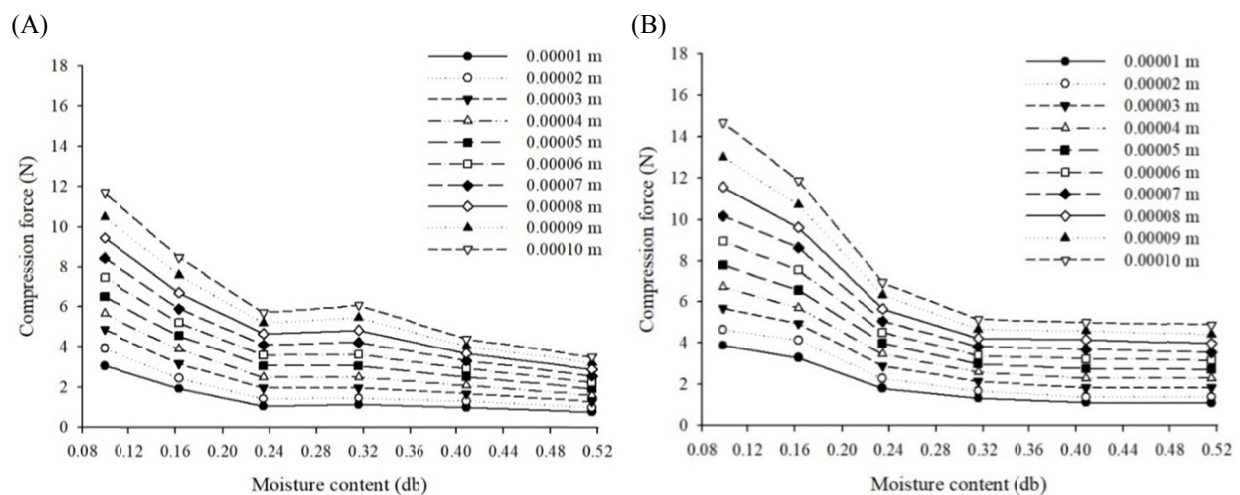 (A)
18
16
14
12
10
8
6
4
2
0
Compression force (N)
0.08 0.12 0.16 0.20 0.24 0.28 0.32 0.36 0.40 0.44 0.48 0.52
Moisture content (db)
0.00001 m
0.00002 m
0.00003 m
0.00004 m
0.00005 m
0.00006 m
0.00007 m
0.00008 m
0.00009 m
0.00010 m
(B)
18
16
14
12
10
8
6
4
2
0
Compression force (N)
0.08 0.12 0.16 0.20 0.24 0.28 0.32 0.36 0.40 0.44 0.48 0.52
Moisture content (db)
0.00001 m
0.00002 m
0.00003 m
0.00004 m
0.00005 m
0.00006 m
0.00007 m
0.00008 m
0.00009 m
0.00010 m